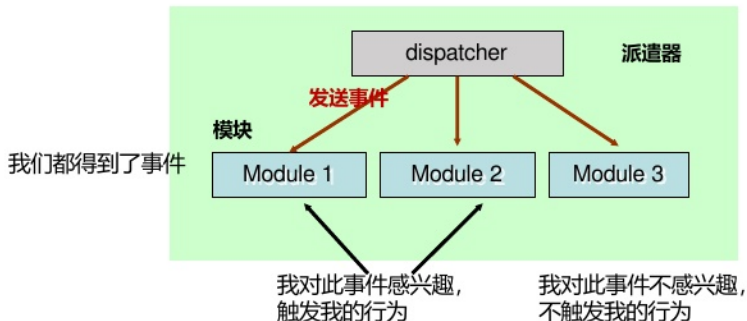 dispatcher
派遣器
发送事件
模块
我们都得到了事件
Module 1
Module 2
Module 3
我对此事件感兴趣，
触发我的行为
我对此事件不感兴趣，
不触发我的行为